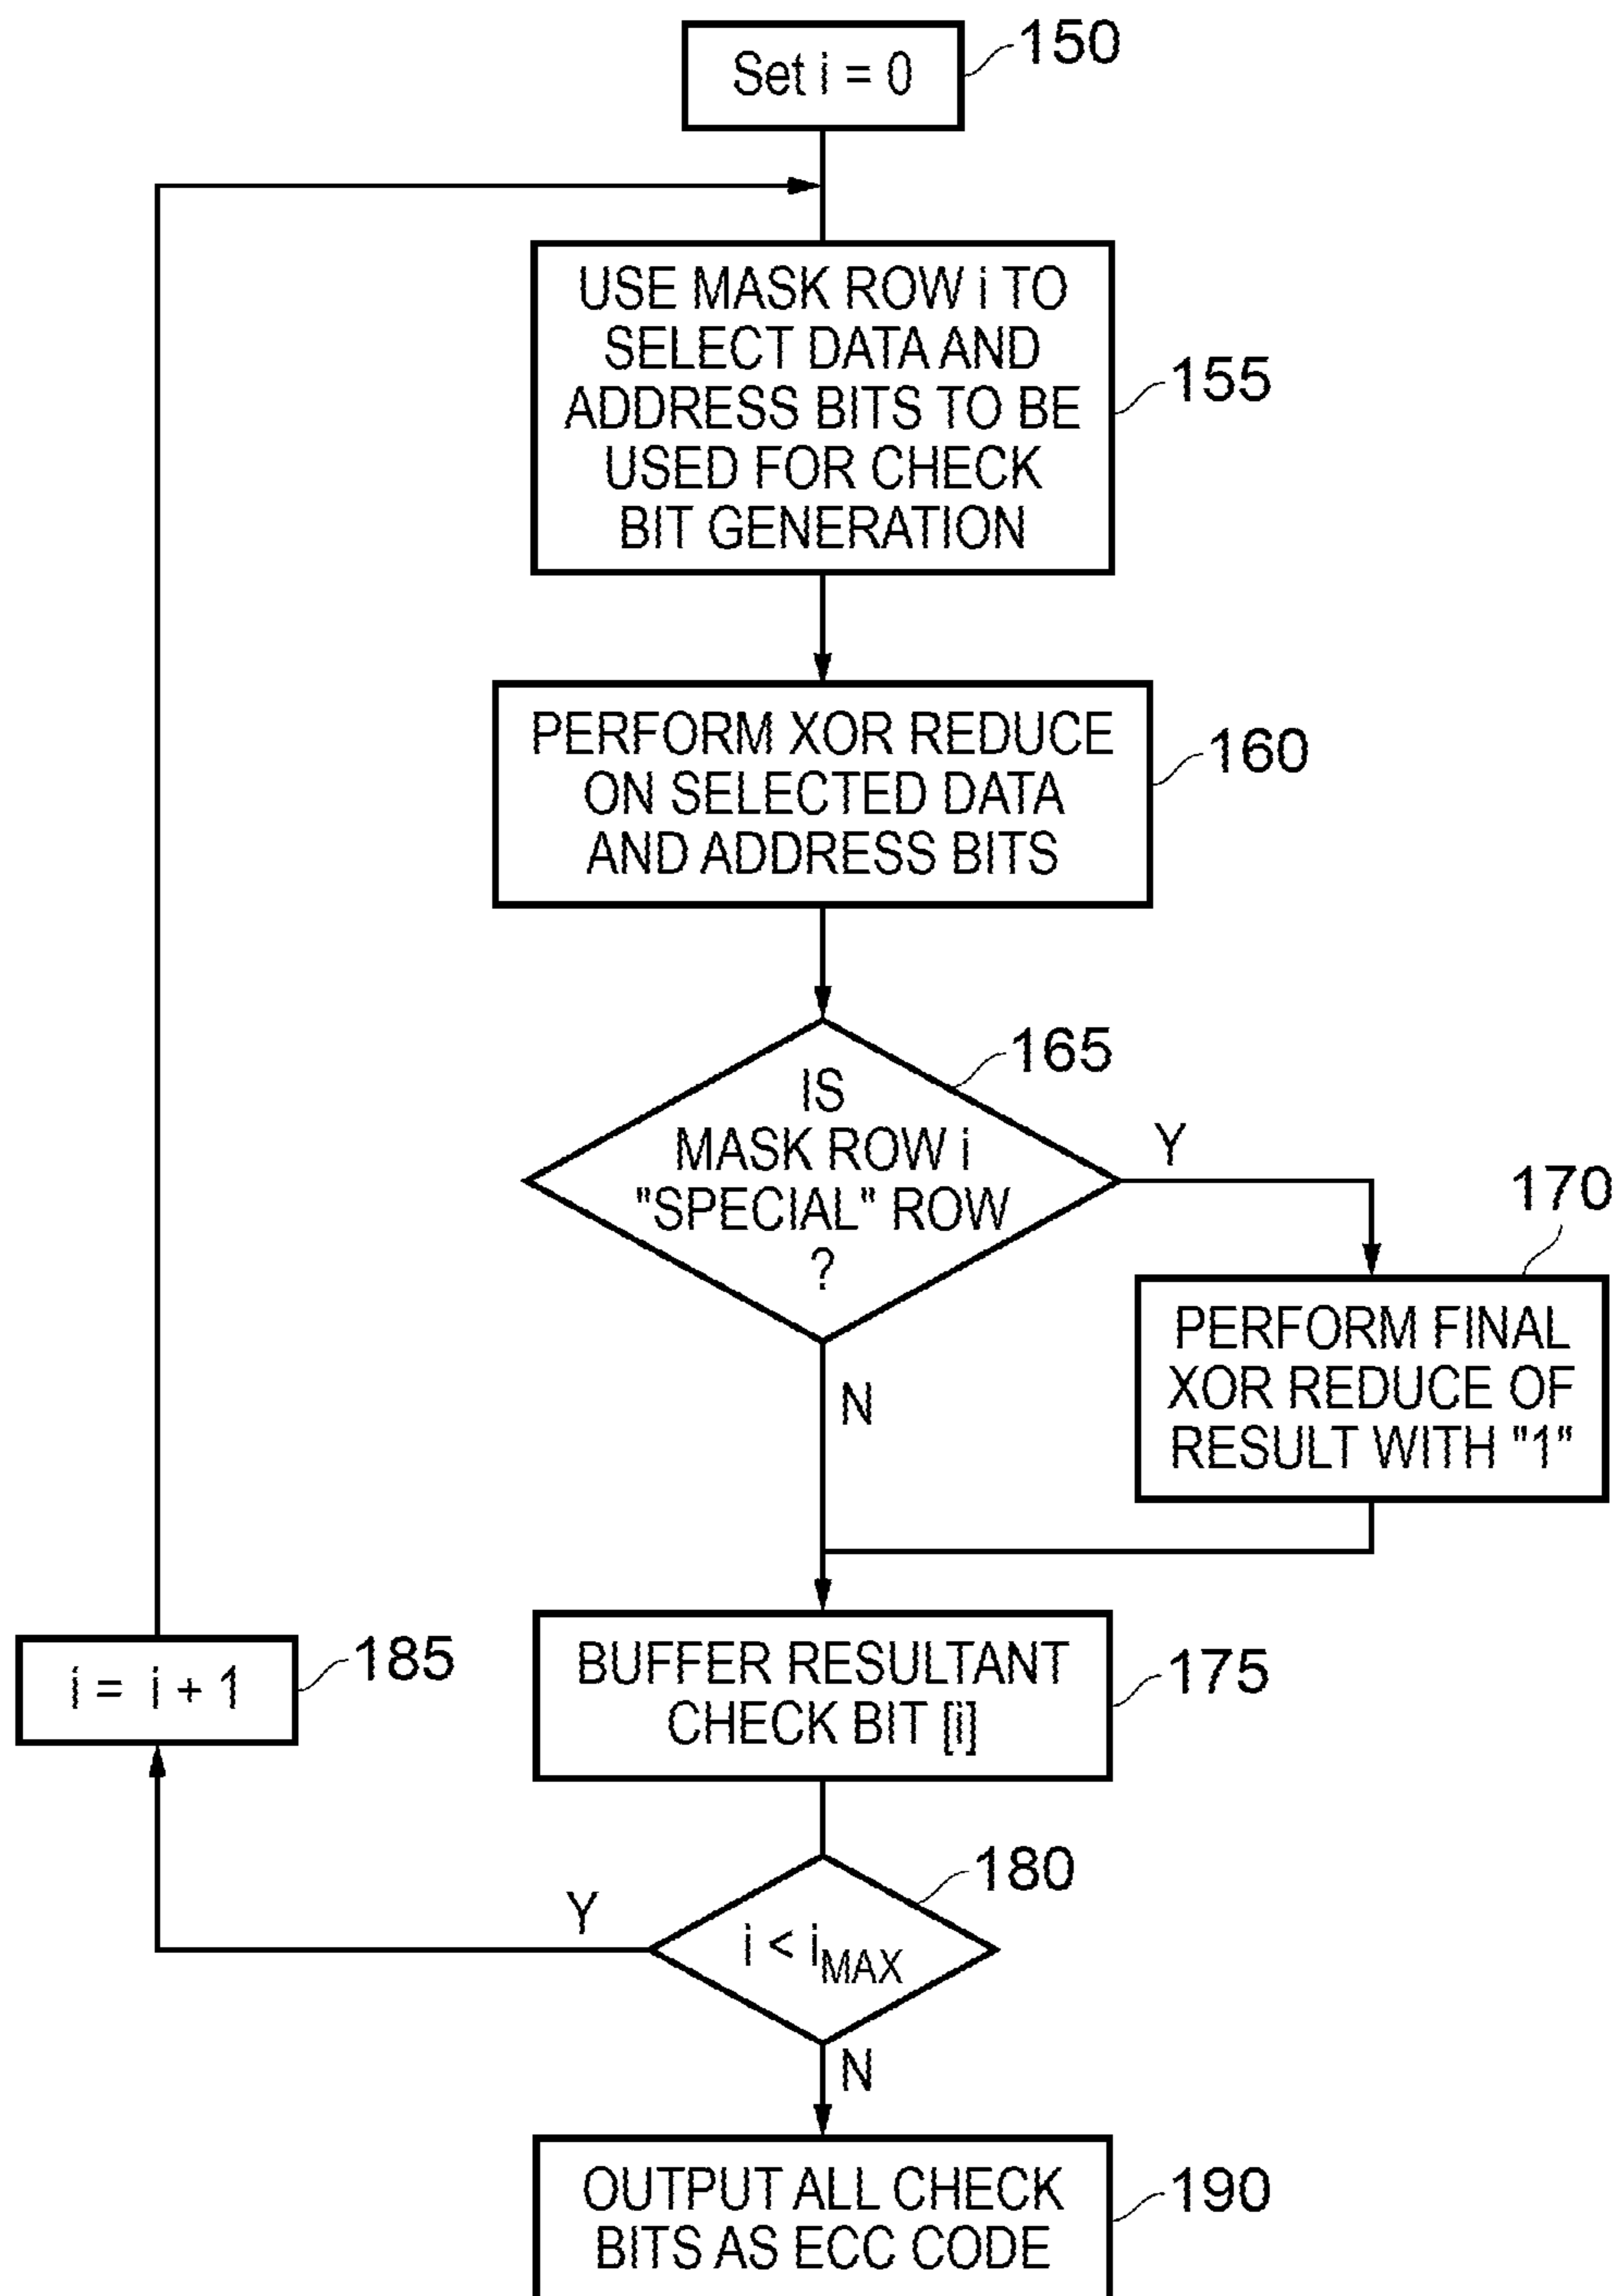 Set i = 0
150
USE MASK ROW i TO
SELECT DATA AND
ADDRESS BITS TO BE
USED FOR CHECK
BIT GENERATION
155
PERFORM XOR REDUCE
ON SELECTED DATA
AND ADDRESS BITS
160
IS
MASK ROW i
"SPECIAL" ROW
?
165
Y
N
170
PERFORM FINAL
XOR REDUCE OF
RESULT WITH "1"
BUFFER RESULTANT
CHECK BIT [i]
175
i = i + 1
185
i < iMAX
180
Y
N
OUTPUT ALL CHECK
BITS AS ECC CODE
190